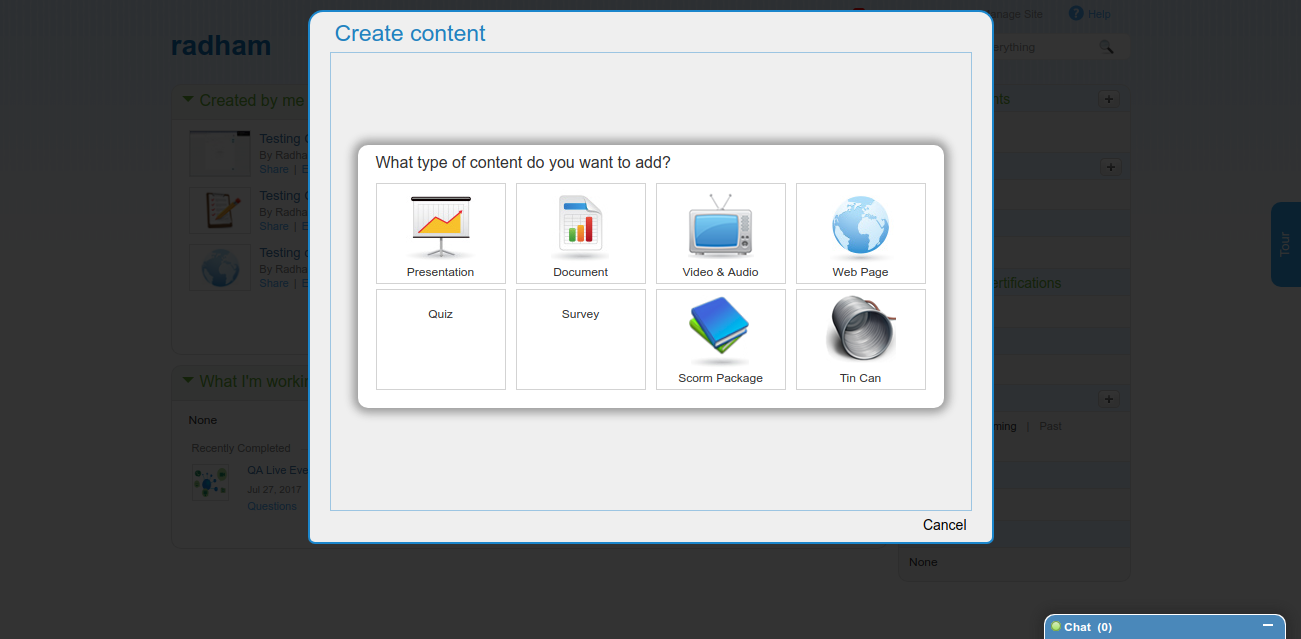 Create content
anage Site
Help
radham
erything
Created by me
nts
+
Testing
By Radha
Share | E
What type of content do you want to add?
Presentation
Document
Video & Audio
Web Page
+
Testing
By Radha
Share | E
Tour
Testing
By Radha
Share | E
ertifications
Quiz
Survey
Scorm Package
Tin Can
What I'm workin
+
None
ming | Past
Recently Completed
QA Live Eve
Jul 27, 2017
Questions
Cancel
None
Chat (0)